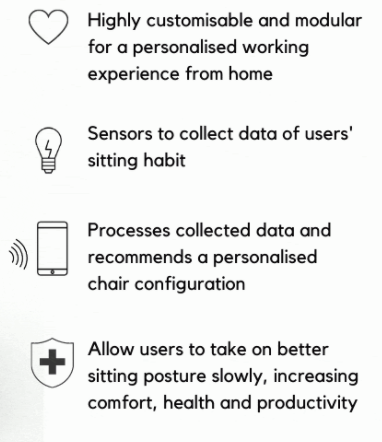 Highly customisable and modular
for a personalised working
experience from home
Sensors to collect data of users'
sitting habit
Processes collected data and
recommends a personalised
chair configuration
Allow users to take on better
sitting posture slowly, increasing
comfort, health and productivity